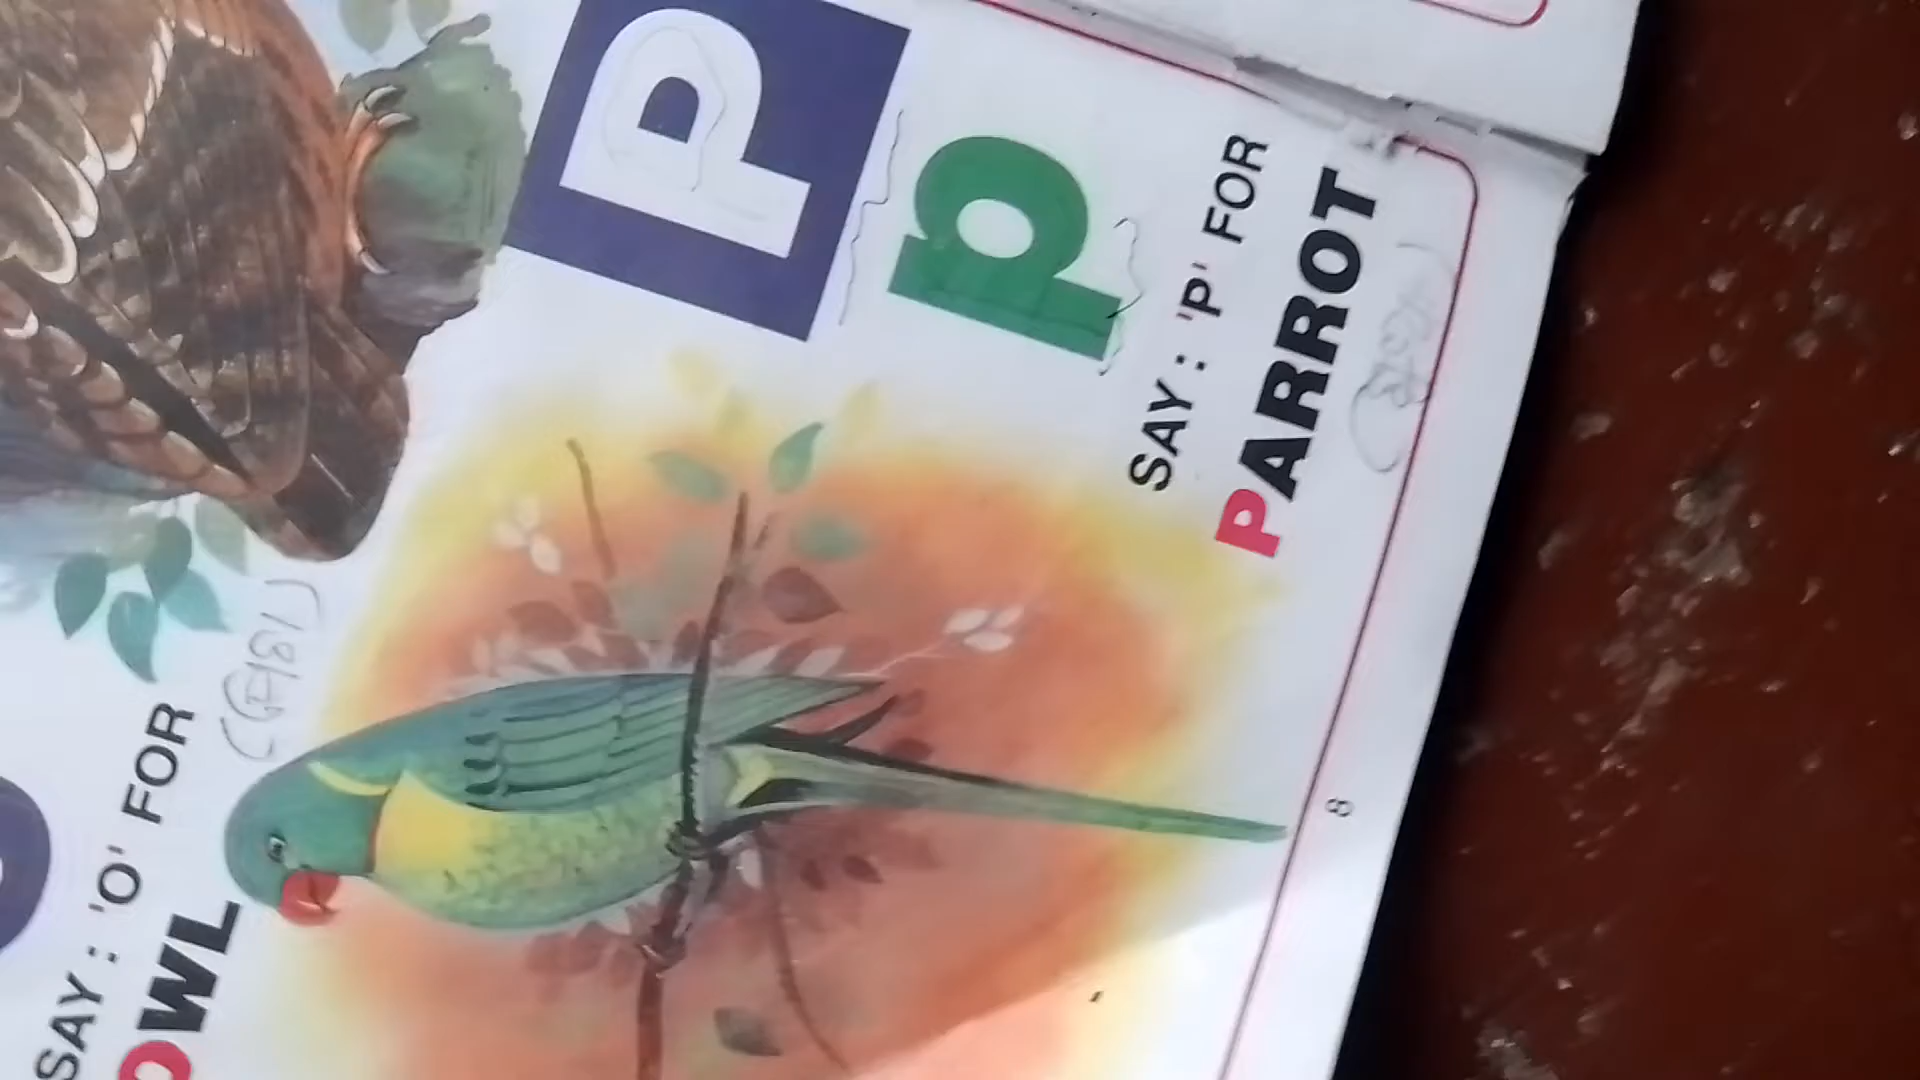 SAY : 'O' FOR
OWL
P
p
SAY : 'P' FOR
PARROT
8